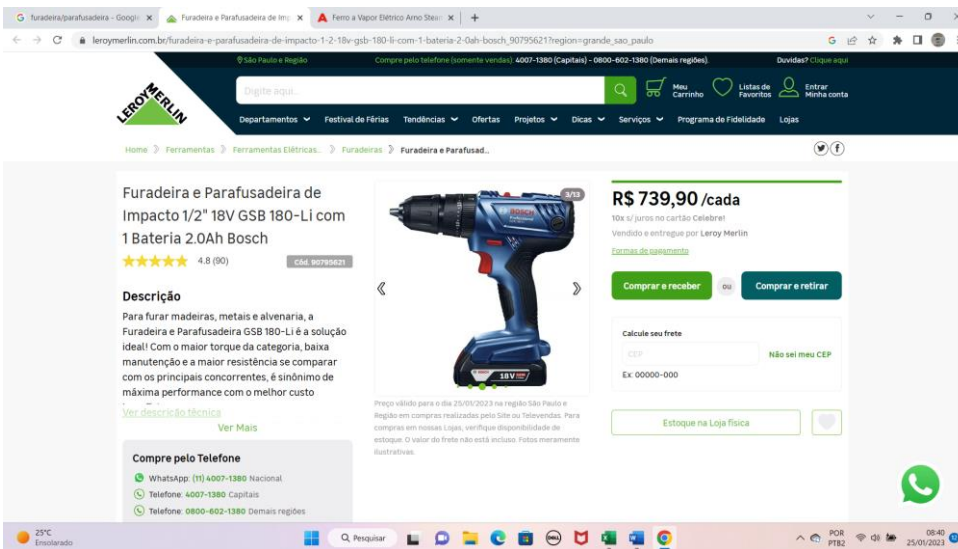 furadeira/parafusadeira - Google
Furadeira e Parafusadeira de Imp
Ferro a Vapor Elétrico Arno Steam
leroymerlin.com.br/furadeira-e-parafusadeira-de-impacto-1-2-18v-gsb-180-li-com-1-bateria-2-0ah-bosch_90795621?region=grande_sao_paulo
São Paulo e Região
Compre pelo telefone (somente vendas): 4007-1380 (Capitais) - 0800-602-1380 (Demais regiões).
Duvidas? Clique aqui
LEROY MERLIN
Digite aqui...
Meu Carrinho
Listas de Favoritos
Entrar Minha conta
Departamentos Festival de Férias Tendências Ofertas Projetos Dicas Serviços Programa de Fidelidade Lojas
Home Ferramentas Ferramentas Elétricas.. Furadeiras Furadeira e Parafusad..
Furadeira e Parafusadeira de
Impacto 1/2" 18V GSB 180-Li com
1 Bateria 2.0Ah Bosch
4.8 (90)
Cód. 90795621
Descrição
Para furar madeiras, metais e alvenaria, a
Furadeira e Parafusadeira GSB 180-Li é a solução
ideal! Com o maior torque da categoria, baixa
manutenção e a maior resistência se comparar
com os principais concorrentes, é sinônimo de
máxima performance com o melhor custo
Ver descrição técnica
Ver Mais
Compre pelo Telefone
WhatsApp: (11) 4007-1380 Nacional
Telefone: 4007-1380 Capitais
Telefone: 0800-602-1380 Demais regiões
3/13
BOSCH
Professional
18V
Preço válido para o dia 25/01/2023 na região São Paulo e
Região em compras realizadas pelo Site ou Televendas. Para
compras em nossas Lojas, verifique disponibilidade de
estoque. O valor do frete não está incluso. Fotos meramente
ilustrativas.
R$ 739,90 /cada
10x s/juros no cartão Celebre!
Vendido e entregue por Leroy Merlin
Formas de pagamento
Comprar e receber
ou
Comprar e retirar
Calcule seu frete
CEP
Não sei meu CEP
Ex: 00000-000
Estoque na Loja física
25°C
Ensolarado
Pesquisar
DELL
POR
PTB2
08:40
25/01/2023